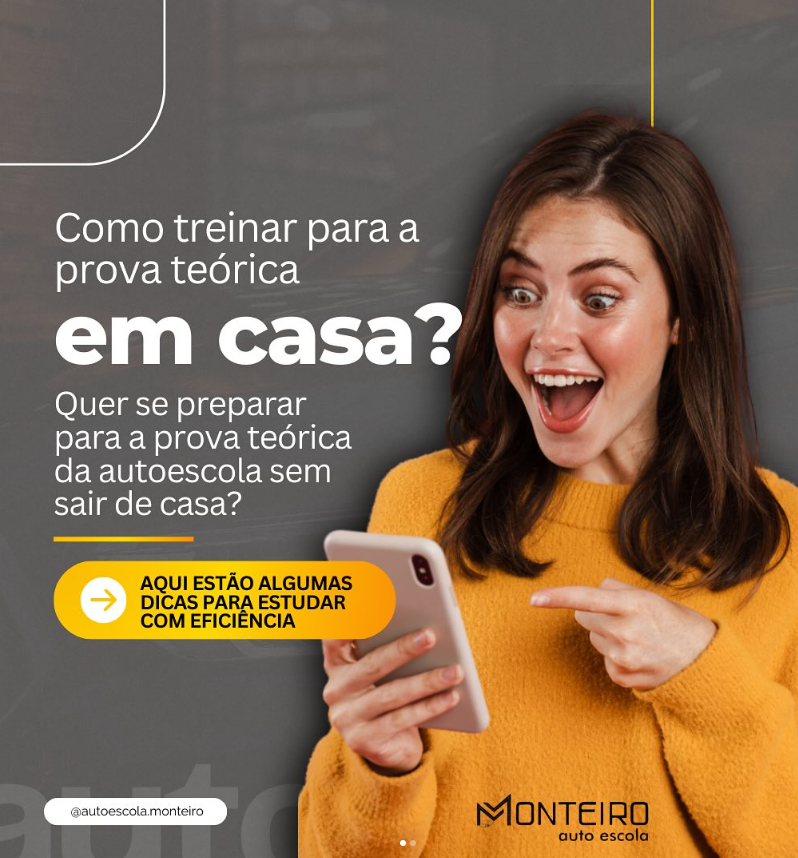 Como treinar para a
prova teórica
em casa?
Quer se preparar
para a prova teórica
da autoescola sem
sair de casa?
AQUI ESTÃO ALGUMAS
DICAS PARA ESTUDAR
COM EFICIÊNCIA
auto
@autoescola.monteiro
MONTEIRO
auto escola